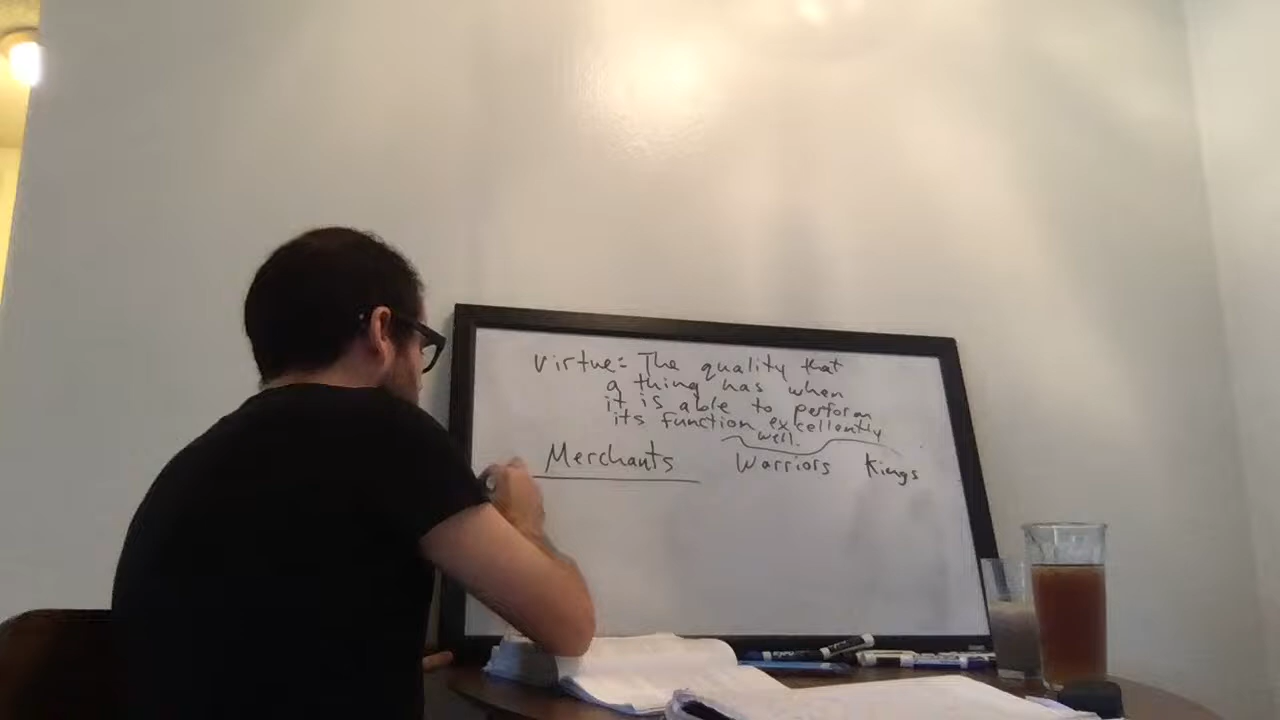 virtue: The quality that
a thing has when
it is able to perform
its function excellently
well.
Merchants Warriors Kings